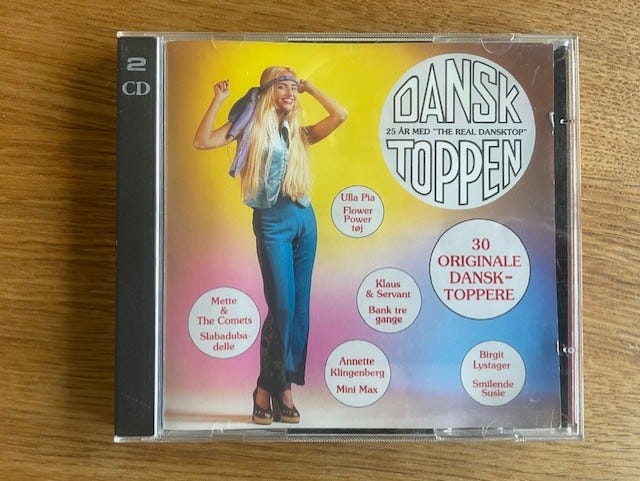 2
CD
DANSK
25 ÅR MED "THE REAL DANSKTOP"
TOPPEN
Ulla Pia
Flower
Power
tøj
30
ORIGINALE
DANSK-
TOPPERE
Klaus
& Servant
Bank tre
gange
Mette
&
The Comets
Slabaduba-
delle
Annette
Klingenberg
Mini Max
Birgit
Lystager
Smilende
Susie